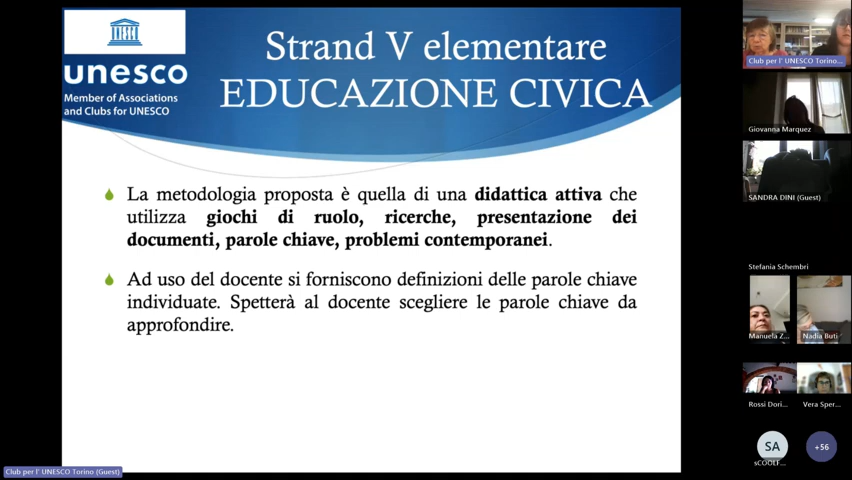 unesco
Member of Associations
and Clubs for UNESCO
Strand V elementare
EDUCAZIONE CIVICA
La metodologia proposta è quella di una didattica attiva che
utilizza giochi di ruolo, ricerche, presentazione dei
documenti, parole chiave, problemi contemporanei.
Ad uso del docente si forniscono definizioni delle parole chiave
individuate. Spetterà al docente scegliere le parole chiave da
approfondire.
Club per l' UNESCO Torino (Guest)
Club per l' UNESCO Torino...
Giovanna Marquez
SANDRA DINI (Guest)
Stefania Schembri
Manuela Z...
Nadia Buti
Rossi Dori...
Vera Sper...
SA
sCOOLF...
+56